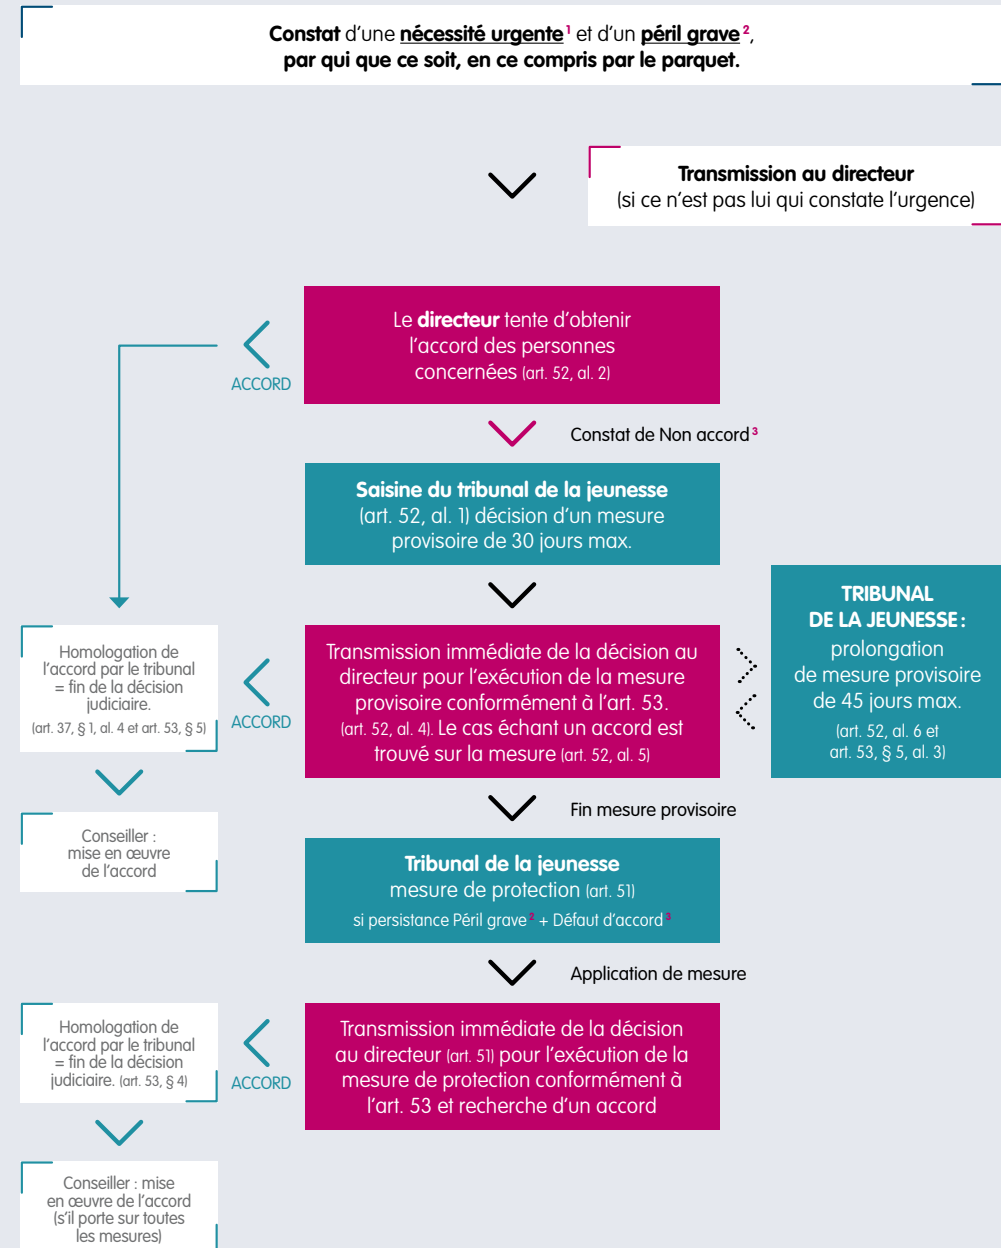 Constat d’une nécessité urgente ¹ et d’un péril grave ²,
par qui que ce soit, en ce compris par le parquet.
Transmission au directeur
(si ce n’est pas lui qui constate l’urgence)
Le directeur tente d’obtenir
l’accord des personnes
concernées (art. 52, al. 2)
ACCORD
Constat de Non accord ³
Saisine du tribunal de la jeunesse
(art. 52, al. 1) décision d’un mesure
provisoire de 30 jours max.
Transmission immédiate de la décision au
directeur pour l’exécution de la mesure
provisoire conformément à l’art. 53.
(art. 52, al. 4). Le cas échant un accord est
trouvé sur la mesure (art. 52, al. 5)
TRIBUNAL
DE LA JEUNESSE :
prolongation
de mesure provisoire
de 45 jours max.
(art. 52, al. 6 et
art. 53, § 5, al. 3)
ACCORD
Homologation de
l’accord par le tribunal
= fin de la décision
judiciaire.
(art. 37, § 1, al. 4 et art. 53, § 5)
Conseiller :
mise en œuvre
de l’accord
Fin mesure provisoire
Tribunal de la jeunesse
mesure de protection (art. 51)
si persistance Péril grave ² + Défaut d’accord ³
Application de mesure
Transmission immédiate de la décision
au directeur (art. 51) pour l’exécution de la
mesure de protection conformément à
l’art. 53 et recherche d’un accord
ACCORD
Homologation de
l’accord par le tribunal
= fin de la décision
judiciaire. (art. 53, § 4)
Conseiller : mise
en œuvre de l’accord
(s’il porte sur toutes
les mesures)